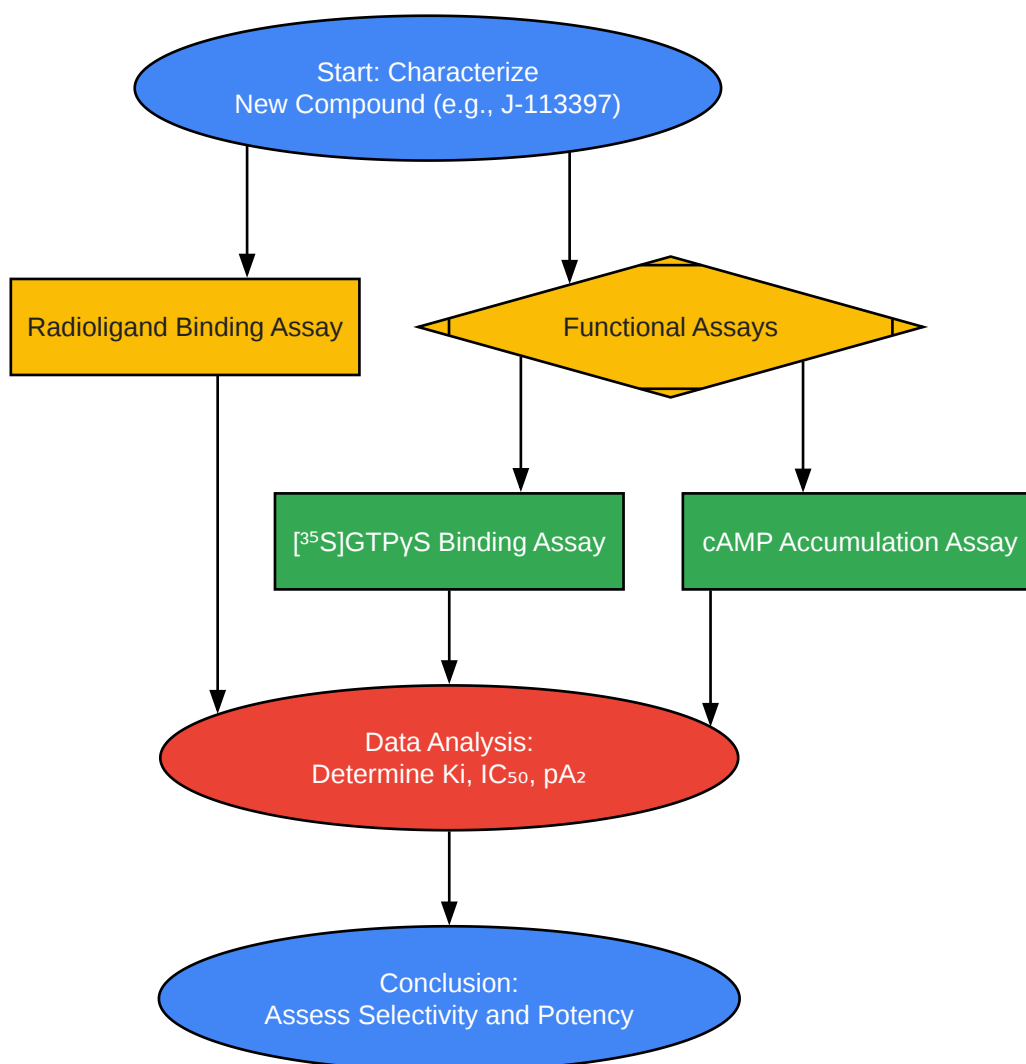 Start: Characterize
New Compound (e.g., J-113397)
Radioligand Binding Assay
Functional Assays
[³⁵S]GTPγS Binding Assay
cAMP Accumulation Assay
Data Analysis:
Determine Ki, IC₅₀, pA₂
Conclusion:
Assess Selectivity and Potency